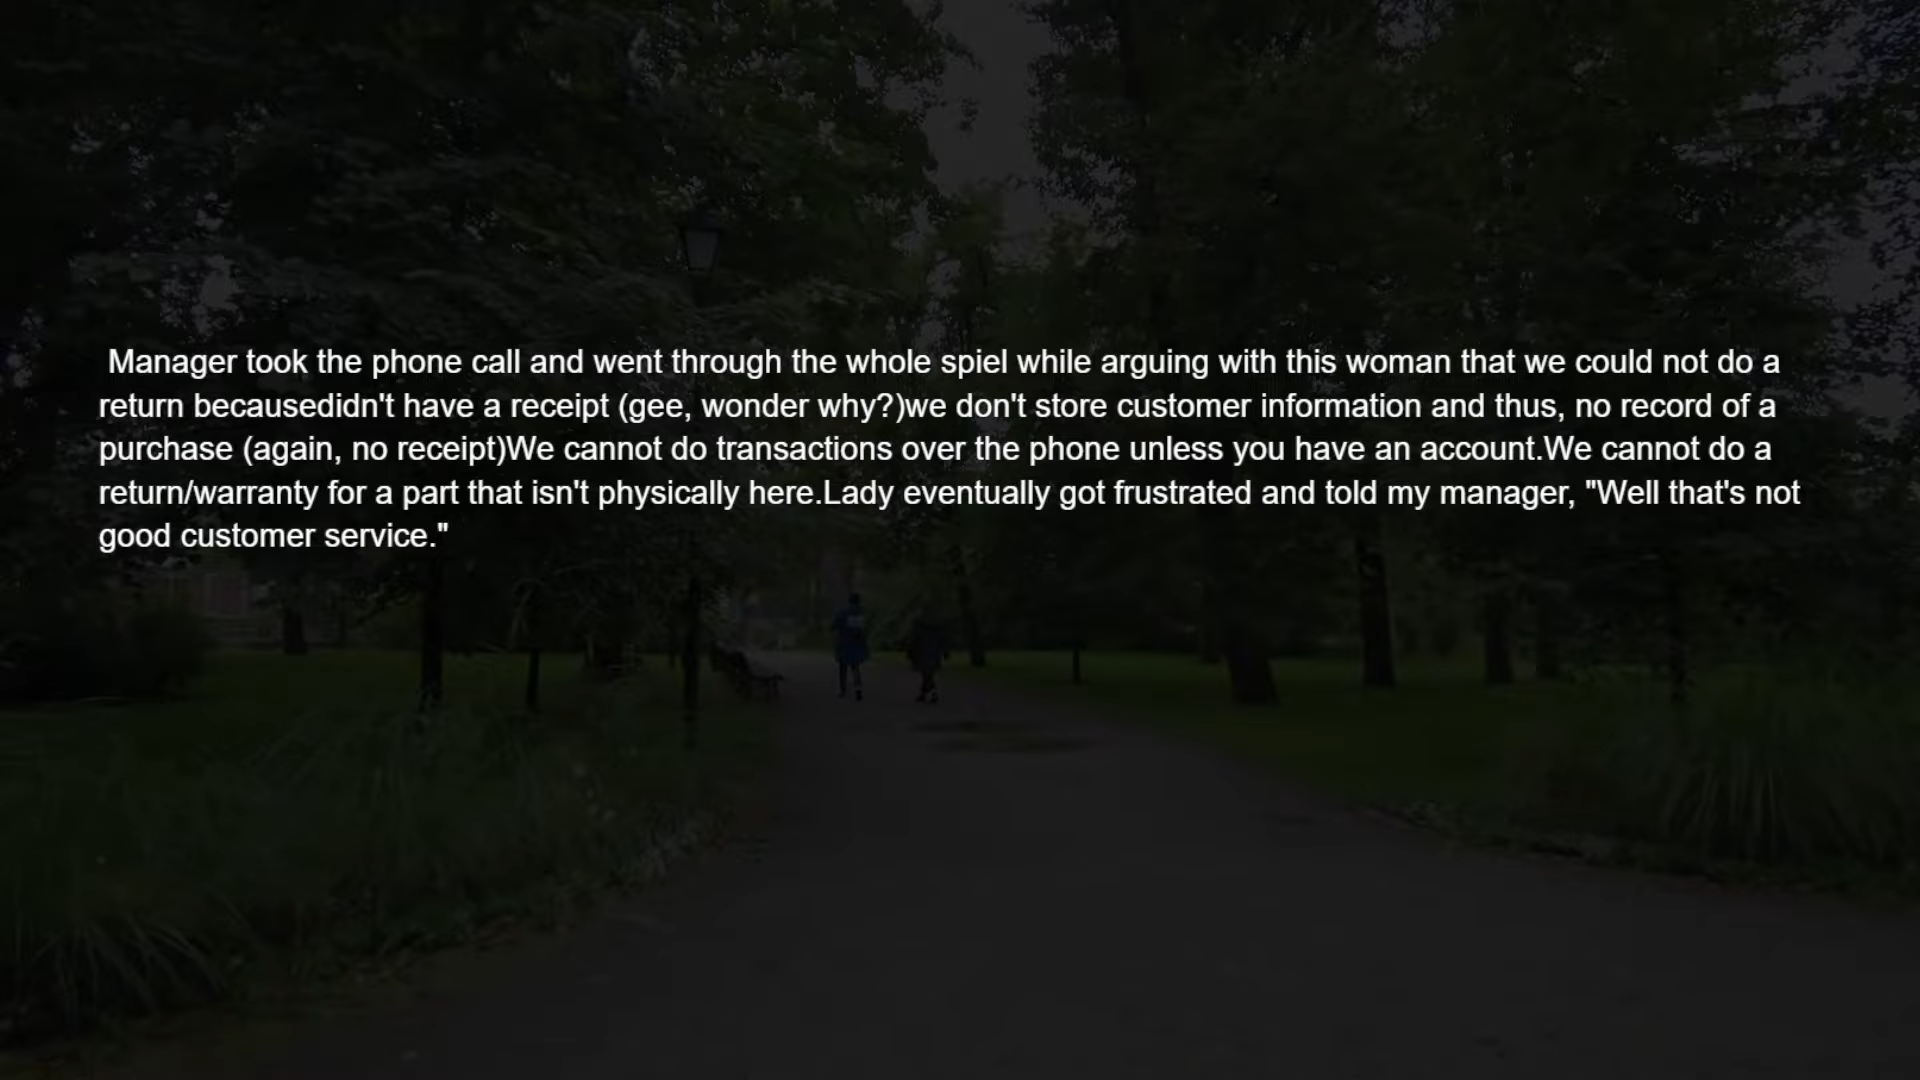 Manager took the phone call and went through the whole spiel while arguing with this woman that we could not do a
return becausedidn't have a receipt (gee, wonder why?)we don't store customer information and thus, no record of a
purchase (again, no receipt)We cannot do transactions over the phone unless you have an account.We cannot do a
return/warranty for a part that isn't physically here.Lady eventually got frustrated and told my manager, "Well that's not
good customer service."